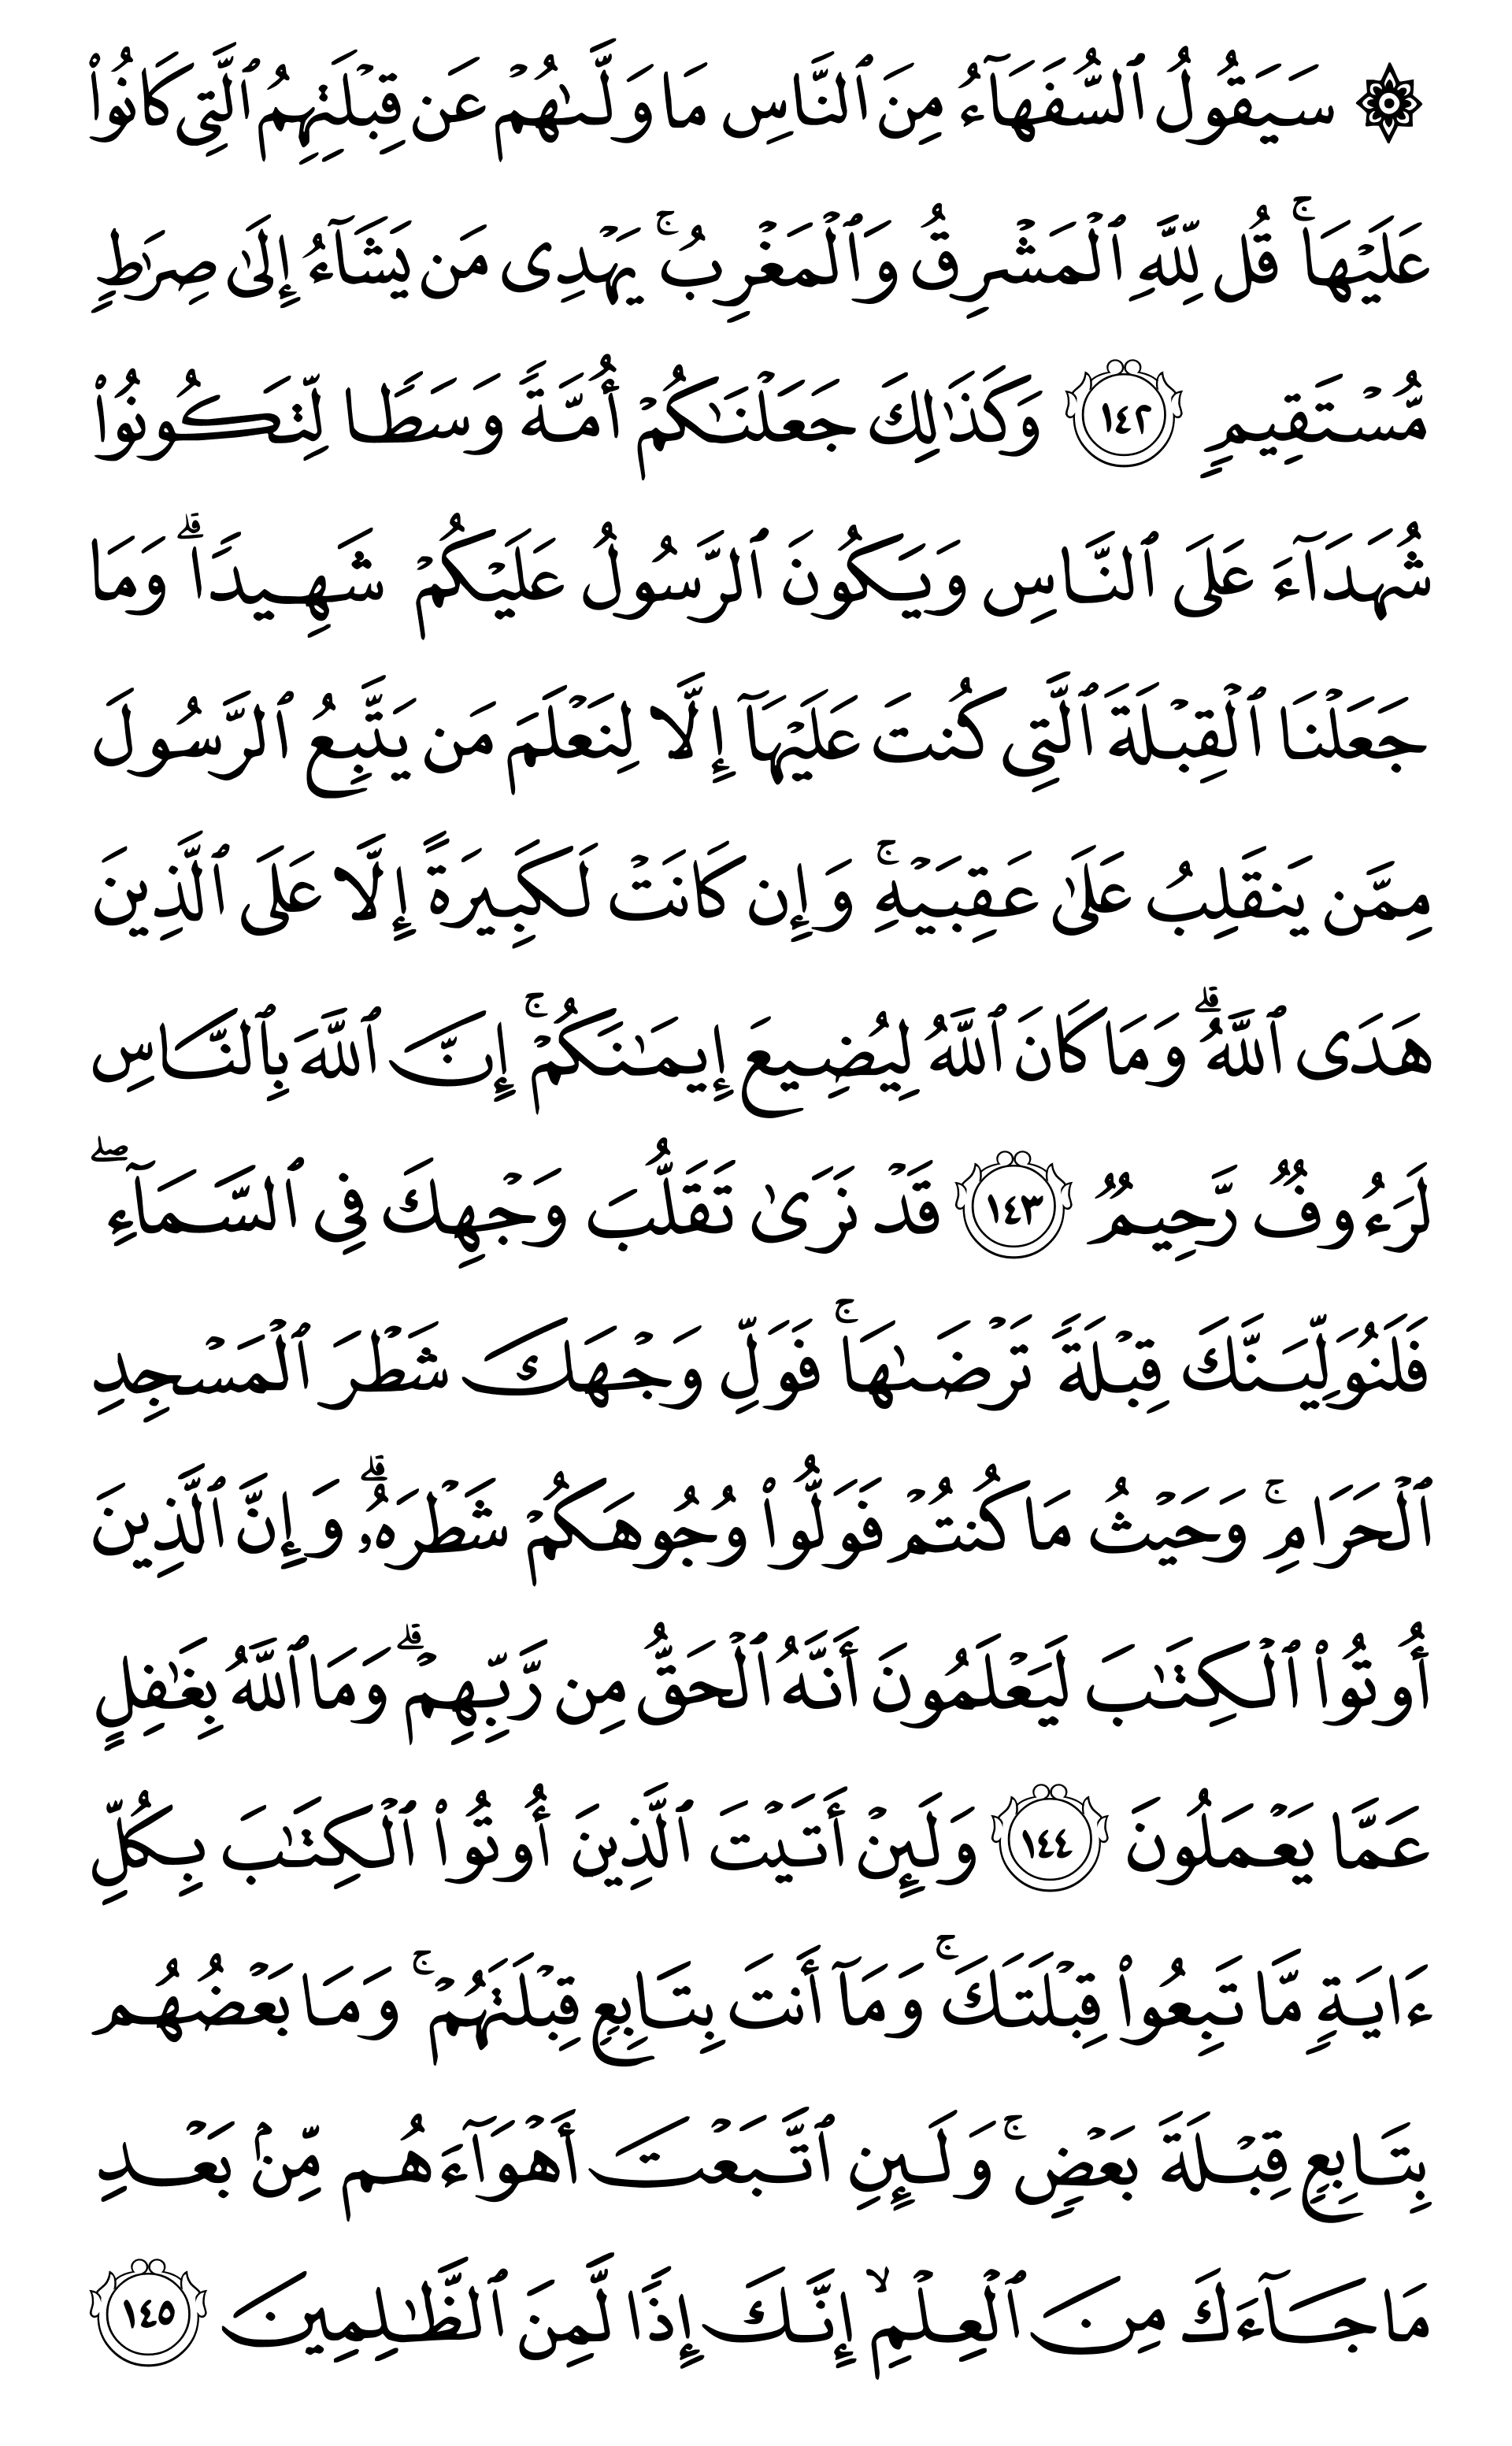 ۞ سَيَقُولُ ٱلسُّفَهَآءُ مِنَ ٱلنَّاسِ مَا وَلَّىٰهُمۡ عَن قِبۡلَتِهِمُ ٱلَّتِى كَانُوا۟
عَلَيۡهَاۚ قُل لِّلَّهِ ٱلۡمَشۡرِقُ وَٱلۡمَغۡرِبُۚ يَهۡدِى مَن يَشَآءُ إِلَىٰ صِرَٰطٍ
مُّسۡتَقِيمٍ ١٤٢ وَكَذَٰلِكَ جَعَلۡنَـٰكُمۡ أُمَّةً وَسَطًا لِّتَكُونُوا۟
شُهَدَآءَ عَلَى ٱلنَّاسِ وَيَكُونَ ٱلرَّسُولُ عَلَيۡكُمۡ شَهِيدًاۗ وَمَا
جَعَلۡنَا ٱلۡقِبۡلَةَ ٱلَّتِى كُنتَ عَلَيۡهَآ إِلَّا لِنَعۡلَمَ مَن يَتَّبِعُ ٱلرَّسُولَ
مِمَّن يَنقَلِبُ عَلَىٰ عَقِبَيۡهِۚ وَإِن كَانَتۡ لَكَبِيرَةً إِلَّا عَلَى ٱلَّذِينَ
هَدَى ٱللَّهُۗ وَمَا كَانَ ٱللَّهُ لِيُضِيعَ إِيمَـٰنَكُمۡۚ إِنَّ ٱللَّهَ بِٱلنَّاسِ
لَرَءُوفٌ رَّحِيمٌ ١٤٣ قَدۡ نَرَىٰ تَقَلُّبَ وَجۡهِكَ فِى ٱلسَّمَآءِۖ
فَلَنُوَلِّيَنَّكَ قِبۡلَةً تَرۡضَىٰهَاۚ فَوَلِّ وَجۡهَكَ شَطۡرَ ٱلۡمَسۡجِدِ
ٱلۡحَرَامِۚ وَحَيۡثُ مَا كُنتُمۡ فَوَلُّوا۟ وُجُوهَكُمۡ شَطۡرَهُۥۗ وَإِنَّ ٱلَّذِينَ
أُوتُوا۟ ٱلۡكِتَـٰبَ لَيَعۡلَمُونَ أَنَّهُ ٱلۡحَقُّ مِن رَّبِّهِمۡۗ وَمَا ٱللَّهُ بِغَـٰفِلٍ
عَمَّا يَعۡمَلُونَ ١٤٤ وَلَئِنۡ أَتَيۡتَ ٱلَّذِينَ أُوتُوا۟ ٱلۡكِتَـٰبَ بِكُلِّ
ءَايَةٍ مَّا تَبِعُوا۟ قِبۡلَتَكَۚ وَمَآ أَنتَ بِتَابِعٍ قِبۡلَتَهُمۡۚ وَمَا بَعۡضُهُم
بِتَابِعٍ قِبۡلَةَ بَعۡضٍۚ وَلَئِنِ ٱتَّبَعۡتَ أَهۡوَآءَهُم مِّنۢ بَعۡدِ
مَا جَآءَكَ مِنَ ٱلۡعِلۡمِۙ إِنَّكَ إِذًا لَّمِنَ ٱلظَّـٰلِمِينَ ١٤٥